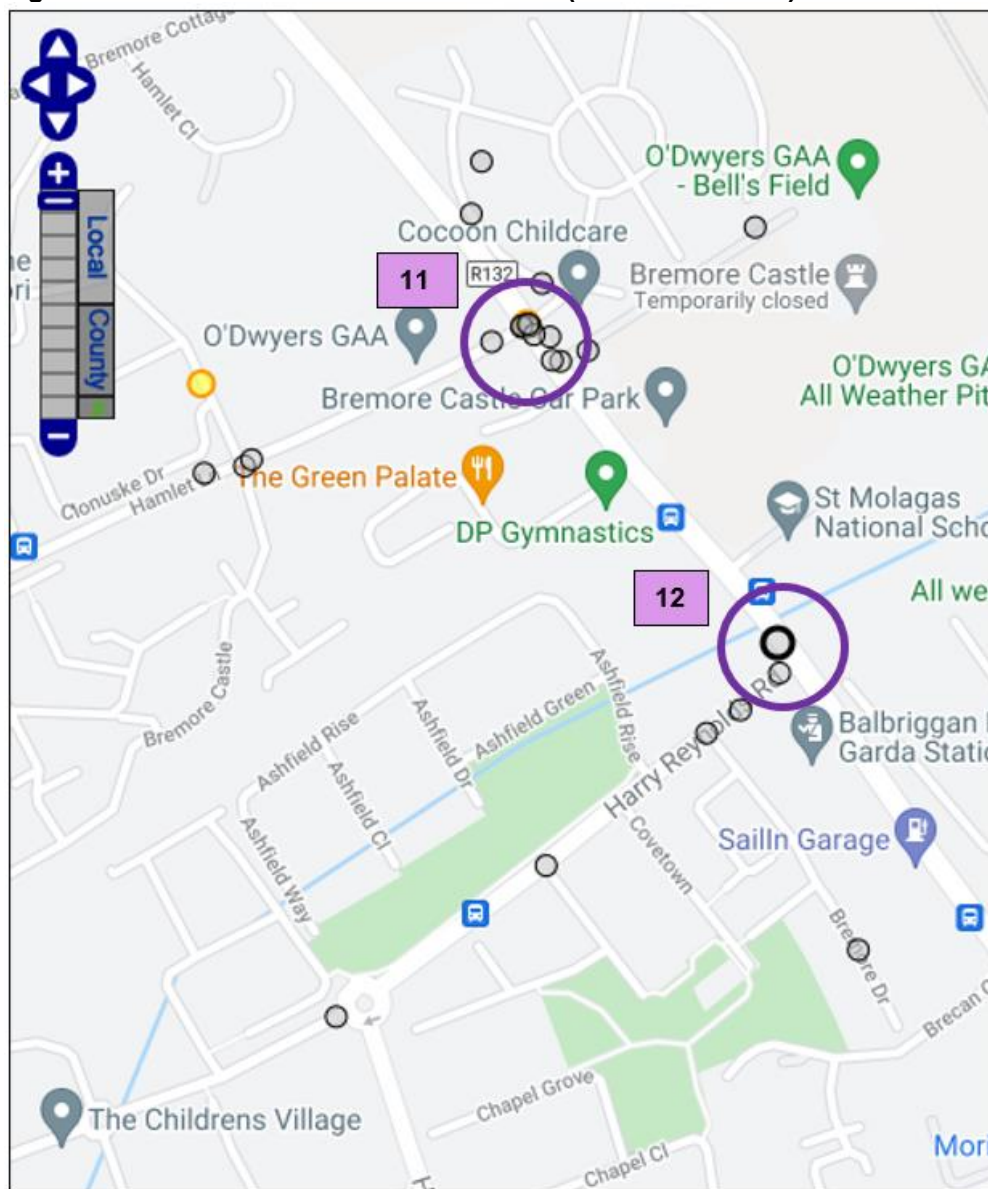 Bremore Cottage
Hamlet Cl
O'Dwyers GAA
- Bell's Field
Cocoon Childcare
R132
11
Bremore Castle
Temporarily closed
Local
County
O'Dwyers GAA
Bremore Castle Car Park
O'Dwyers GA
All Weather Pit
Clonuske Dr
Hamlet
The Green Palate
DP Gymnastics
St Molagas
National Scho
12
All we
Bremore Castle
Ashfield Rise
Ashfield Dr
Ashfield Green
Ashfield Rise
Ashfield Cl
Ashfield Way
Harry Reynolds R
Balbriggan
Garda Statio
Covetown
SailIn Garage
Bremore Dr
Brecan
Chapel Grove
The Childrens Village
Chapel Cl
Mori
H